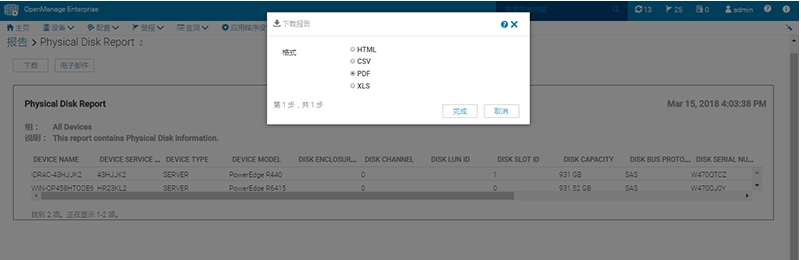 OpenManage Enterprise
13 25 0 admin
主页 设备 配置 警报 监测 应用程序设
报告 > Physical Disk Report 2
下载 电子邮件
下载报告
格式
HTML
CSV
PDF
XLS
第 1 步，共 1 步
完成 取消
Physical Disk Report Mar 15, 2018 4:03:38 PM
组： All Devices
说明： This report contains Physical Disk information.
DEVICE NAME DEVICE SERVICE ... DEVICE TYPE DEVICE MODEL DISK ENCLOSUR... DISK CHANNEL DISK LUN ID DISK SLOT ID DISK CAPACITY DISK BUS PROTO... DISK SERIAL NU...
iDRAC-43HJJK2 43HJJK2 SERVER PowerEdge R440 0 1 931 GB SAS W470QTCZ
WIN-OP458HTOOE6 HR23KL2 SERVER PowerEdge R6415 0 0 931.52 GB SAS W470OJ0Y
找到 2 项。正在显示 1-2 项。